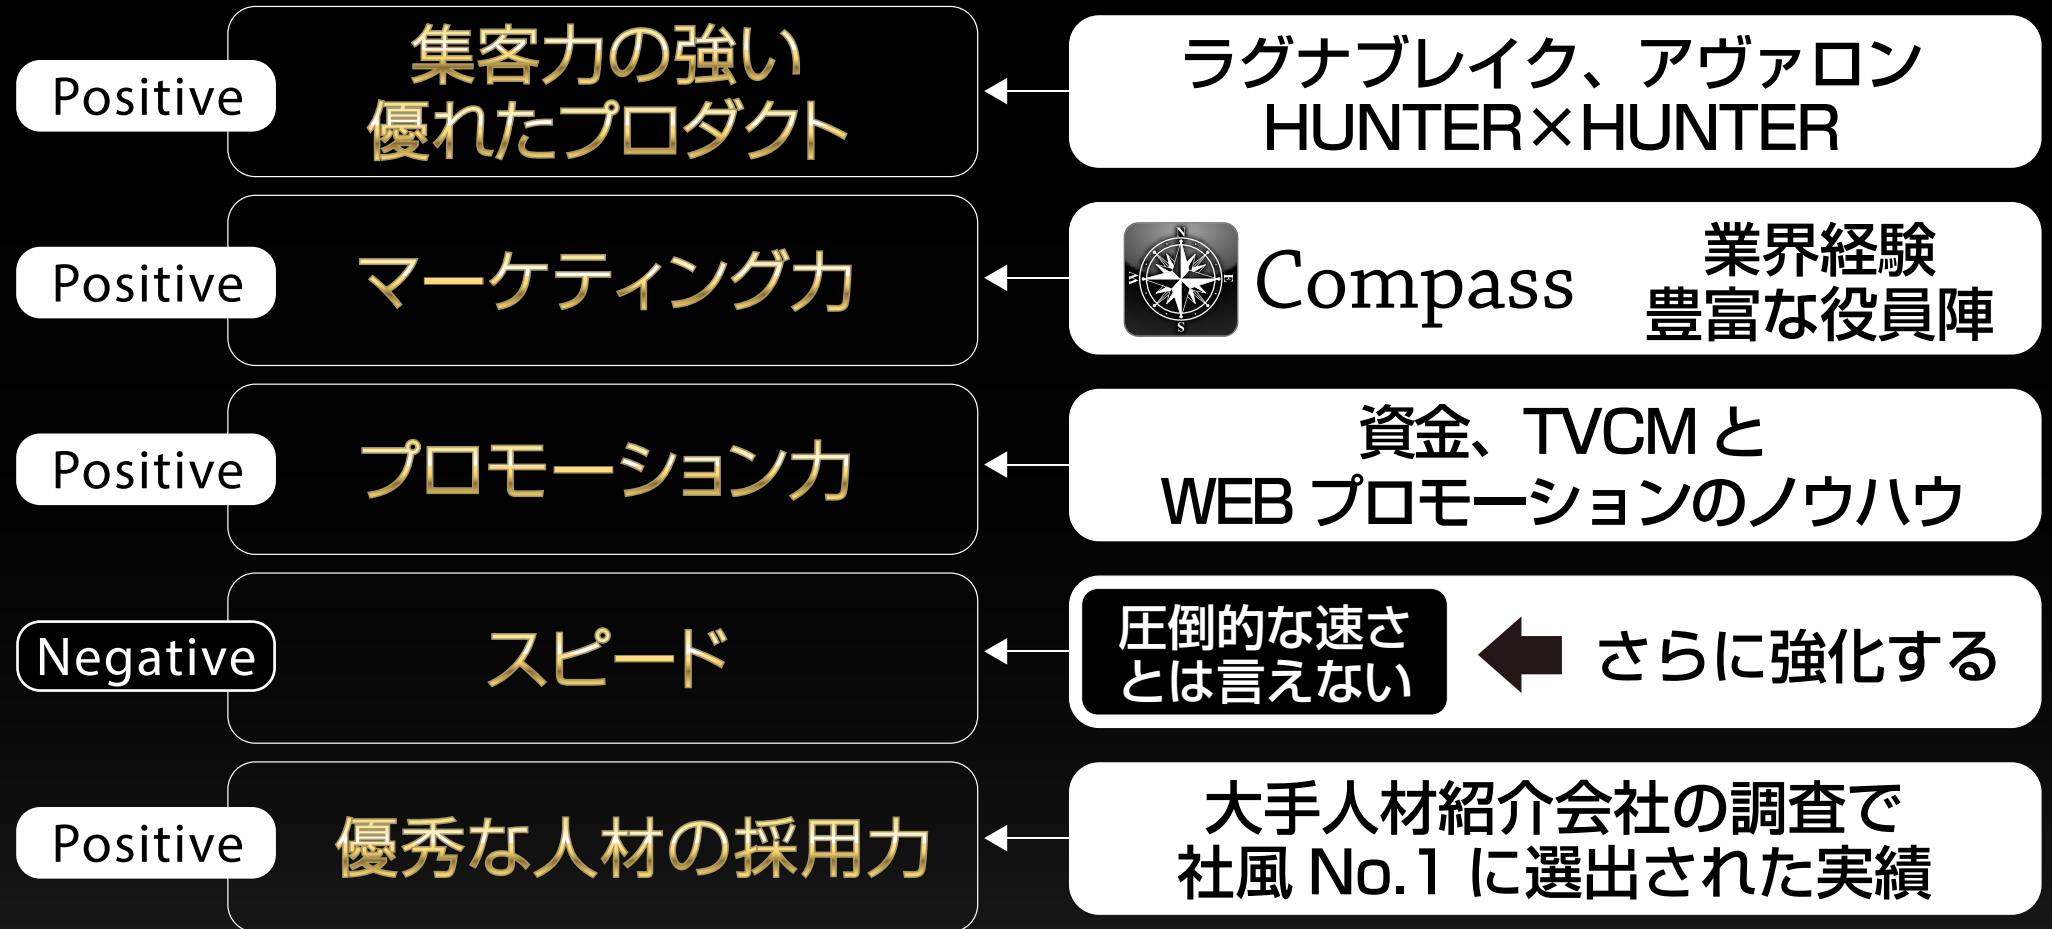 Positive
集客力の強い
優れたプロダクト
ラグナブレイク、アヴァロン
HUNTER×HUNTER
Positive
マーケティング力
N
W
E
S
Compass
業界経験
豊富な役員陣
Positive
プロモーション力
資金、TVCMと
WEBプロモーションのノウハウ
Negative
スピード
圧倒的な速さ
とは言えない
さらに強化する
Positive
優秀な人材の採用力
大手人材紹介会社の調査で
社風No.1に選出された実績